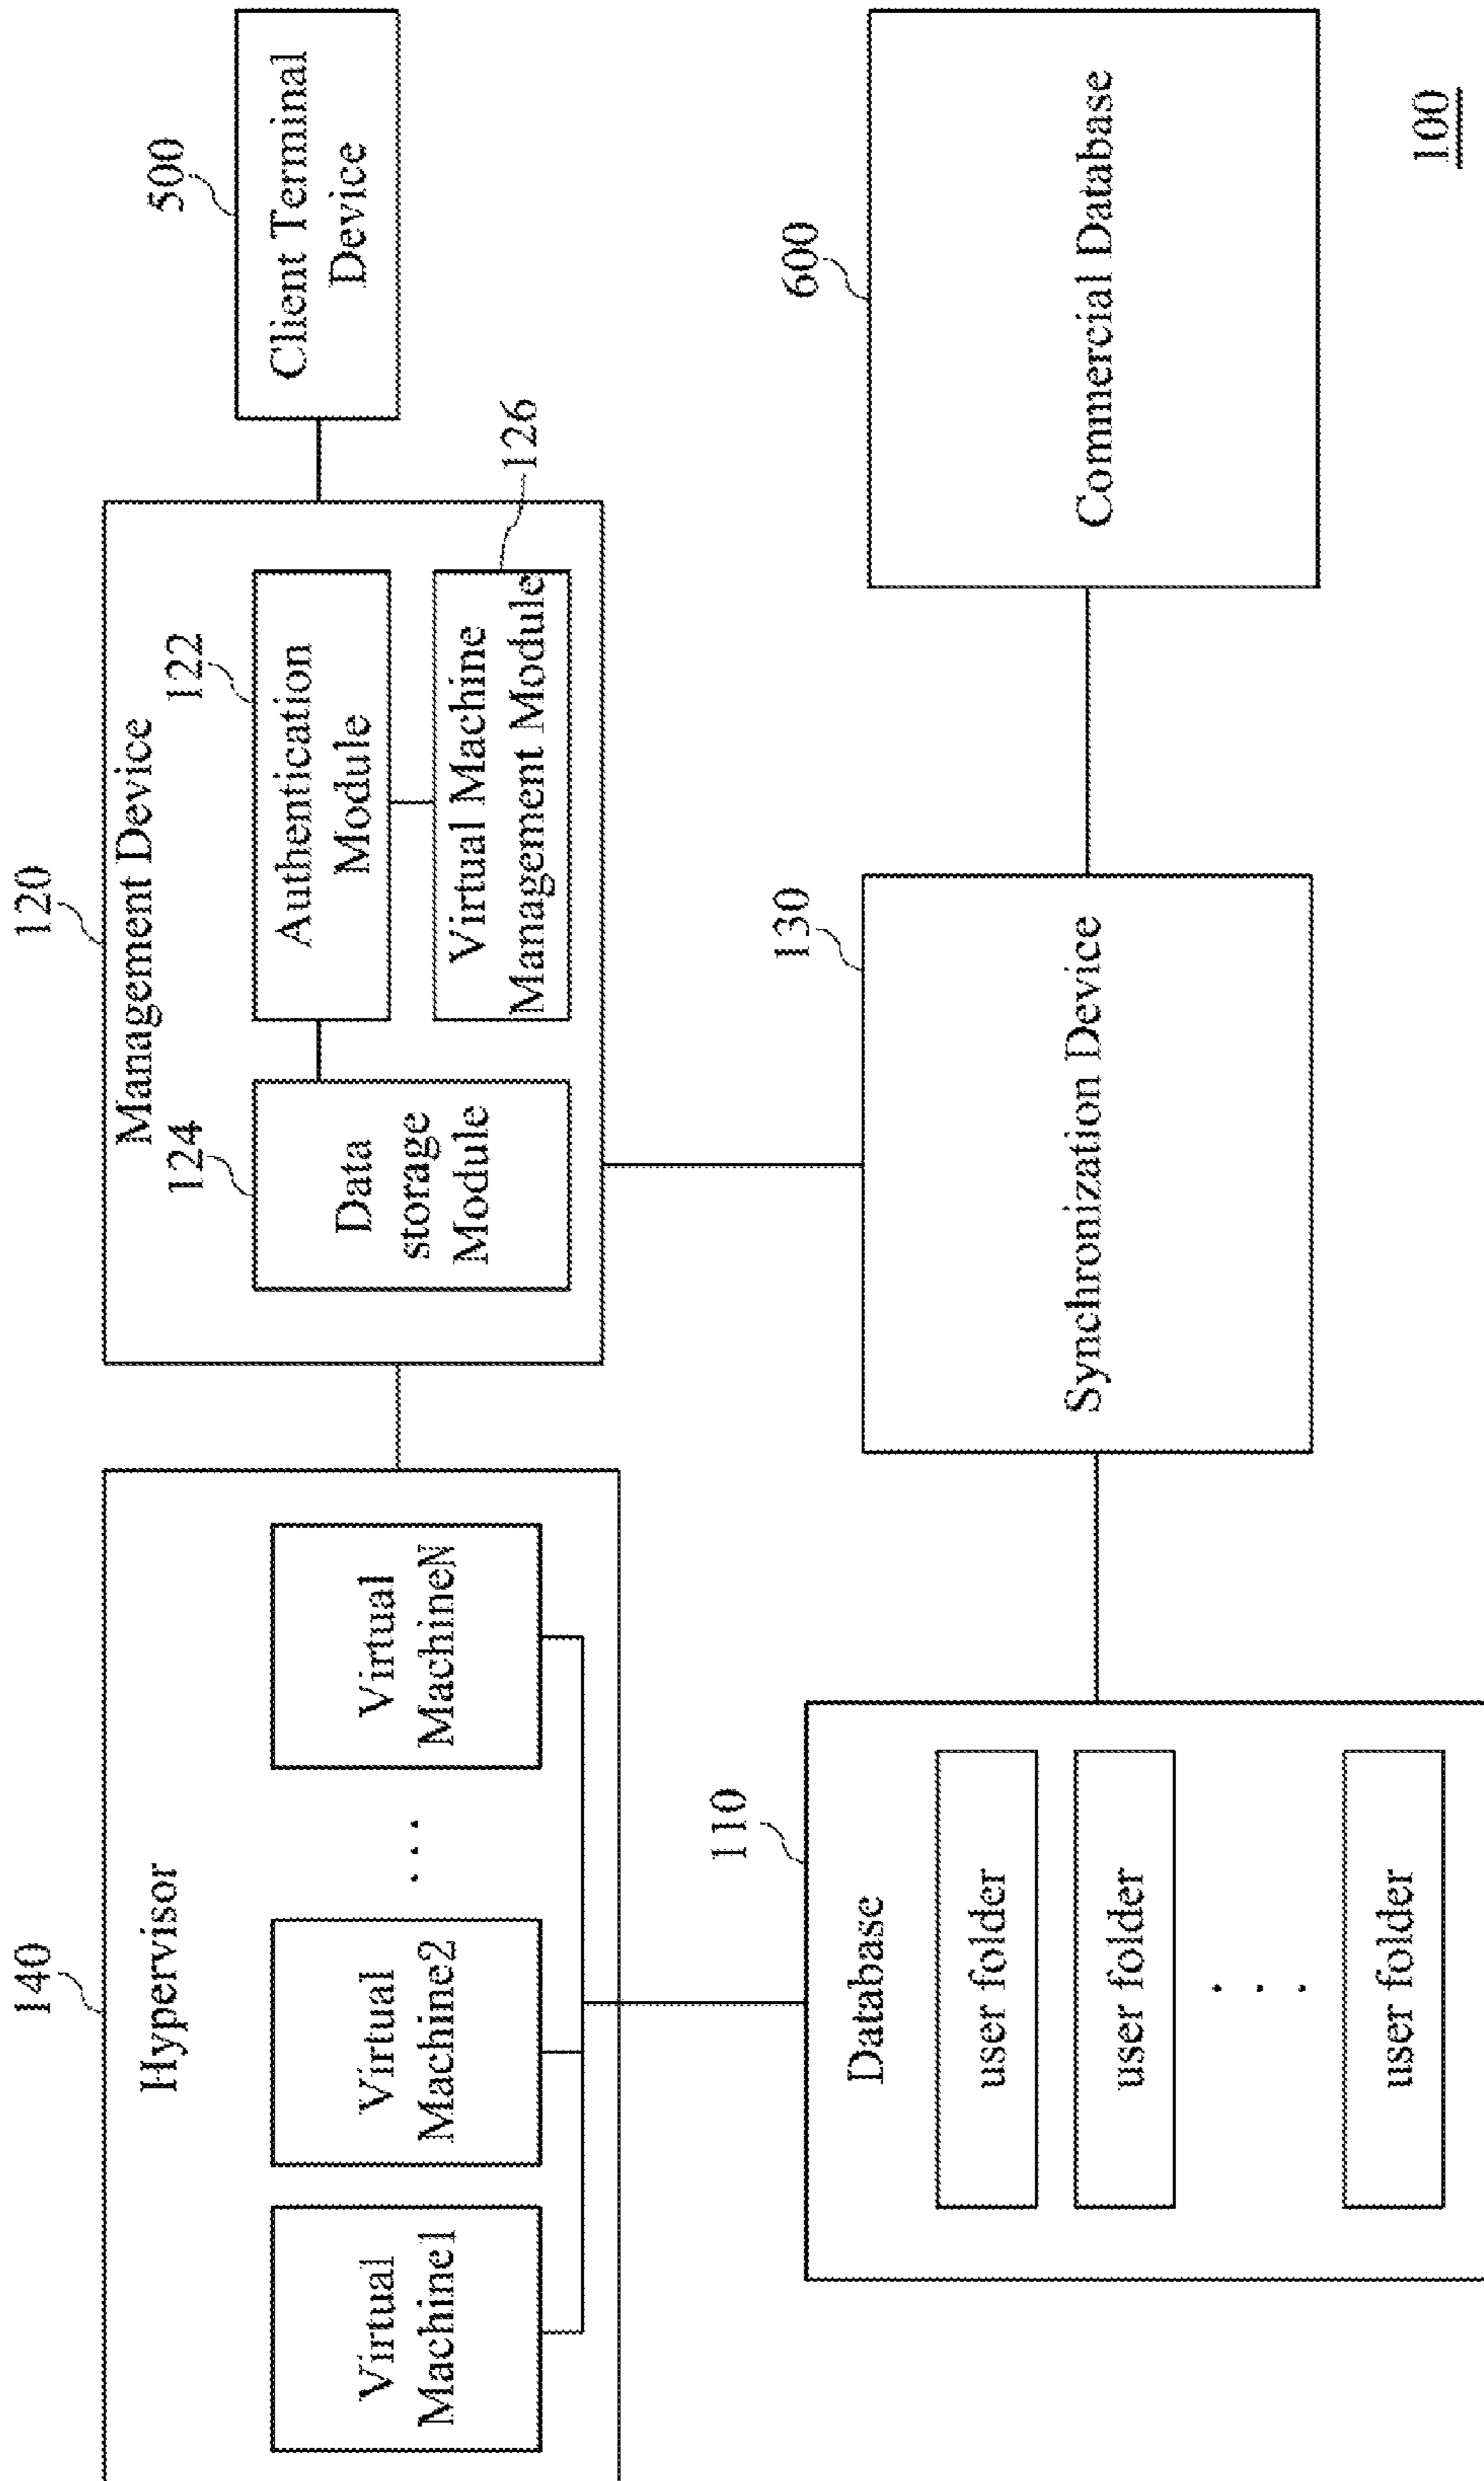 140
Hypervisor
Virtual
Machine1
Virtual
Machine2
. . .
Virtual
MachineN
120
Management Device
124
Data
storage
Module
122
Authentication
Module
Virtual Machine
Management Module
126
500
Client Terminal
Device
110
Database
user folder
user folder
. . .
user folder
130
Synchronization Device
600
Commercial Database
100